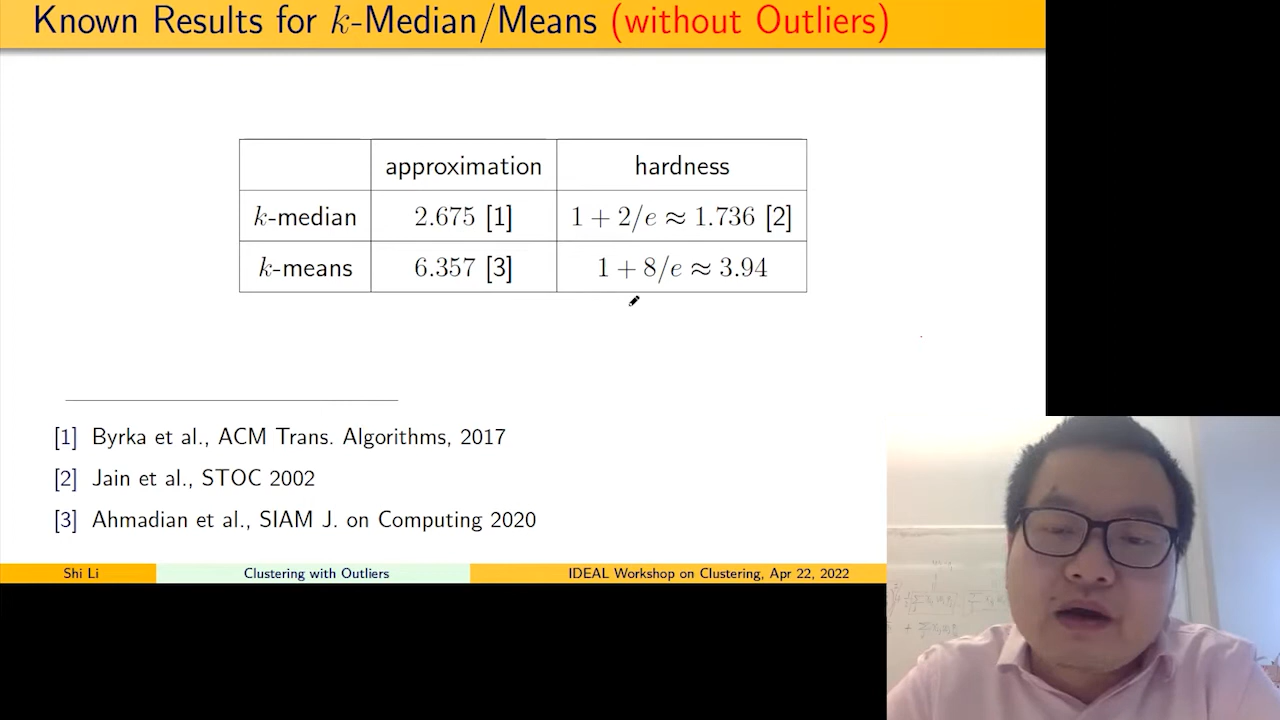 Known Results for k-Median/Means (without Outliers)
approximation hardness
k-median 2.675 [1] 1 + 2/e ≈ 1.736 [2]
k-means 6.357 [3] 1 + 8/e ≈ 3.94
[1] Byrka et al., ACM Trans. Algorithms, 2017
[2] Jain et al., STOC 2002
[3] Ahmadian et al., SIAM J. on Computing 2020
Shi Li Clustering with Outliers IDEAL Workshop on Clustering, Apr 22, 2022